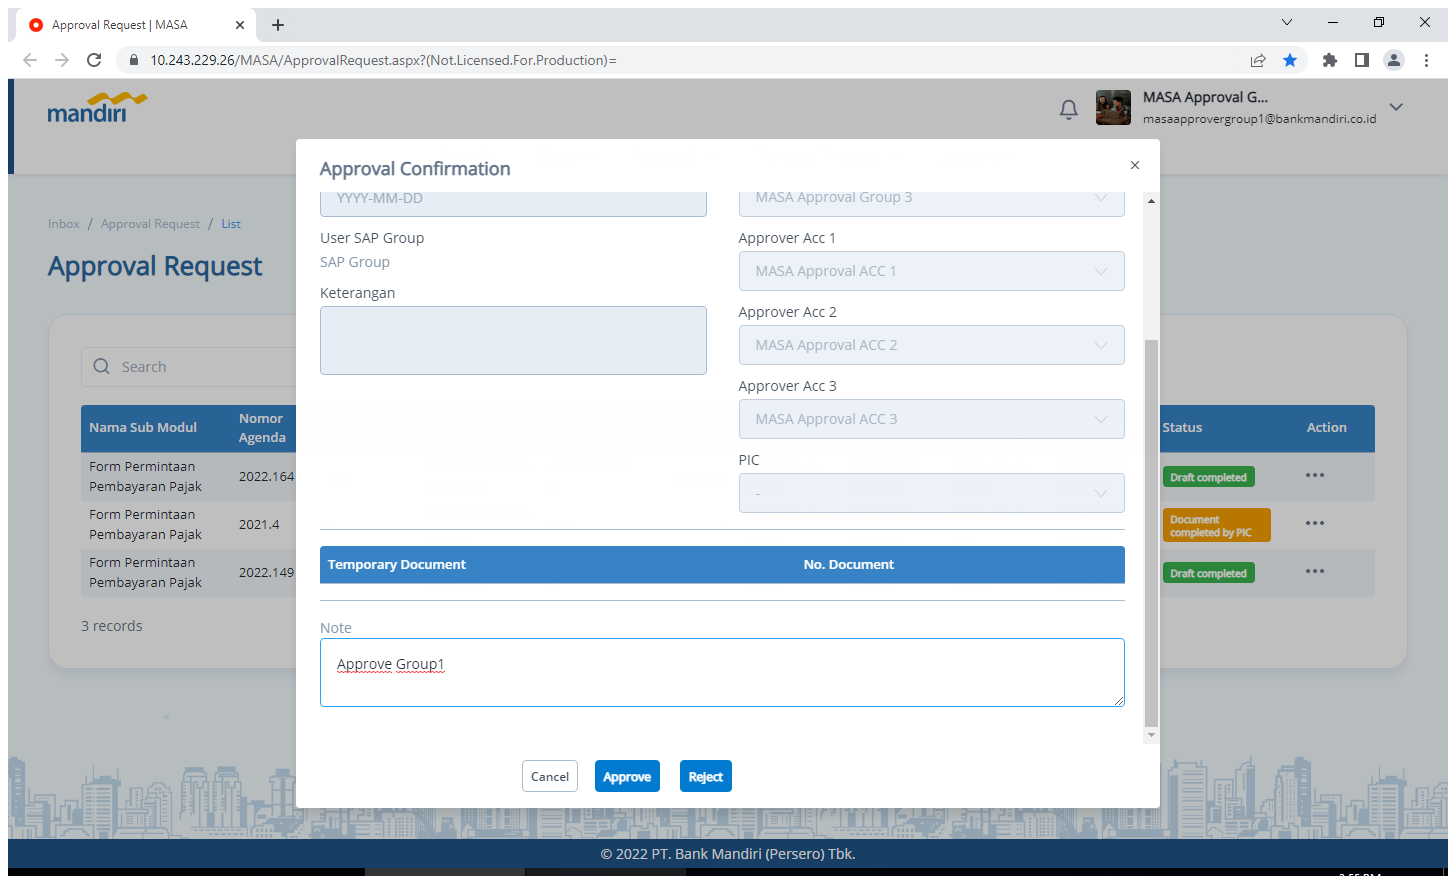 Approval Request | MASA
10.243.229.26/MASA/ApprovalRequest.aspx?(Not.Licensed.For.Production)=
mandiri
MASA Approval G...
masaapprovergroup1@bankmandiri.co.id
Approval Confirmation
YYYY-MM-DD
MASA Approval Group 3
Inbox / Approval Request / List
User SAP Group
Approver Acc 1
SAP Group
Approval Request
MASA Approval ACC 1
Keterangan
Approver Acc 2
MASA Approval ACC 2
Search
Approver Acc 3
MASA Approval ACC 3
Nama Sub Modul
Nomor
Agenda
Status
Action
PIC
-
Form Permintaan
Pembayaran Pajak
2022.164
Draft completed
Form Permintaan
Pembayaran Pajak
2021.4
Document
completed by PIC
Form Permintaan
Pembayaran Pajak
2022.149
Draft completed
Temporary Document
No. Document
3 records
Note
Approve Group1
Cancel
Approve
Reject
© 2022 PT. Bank Mandiri (Persero) Tbk.